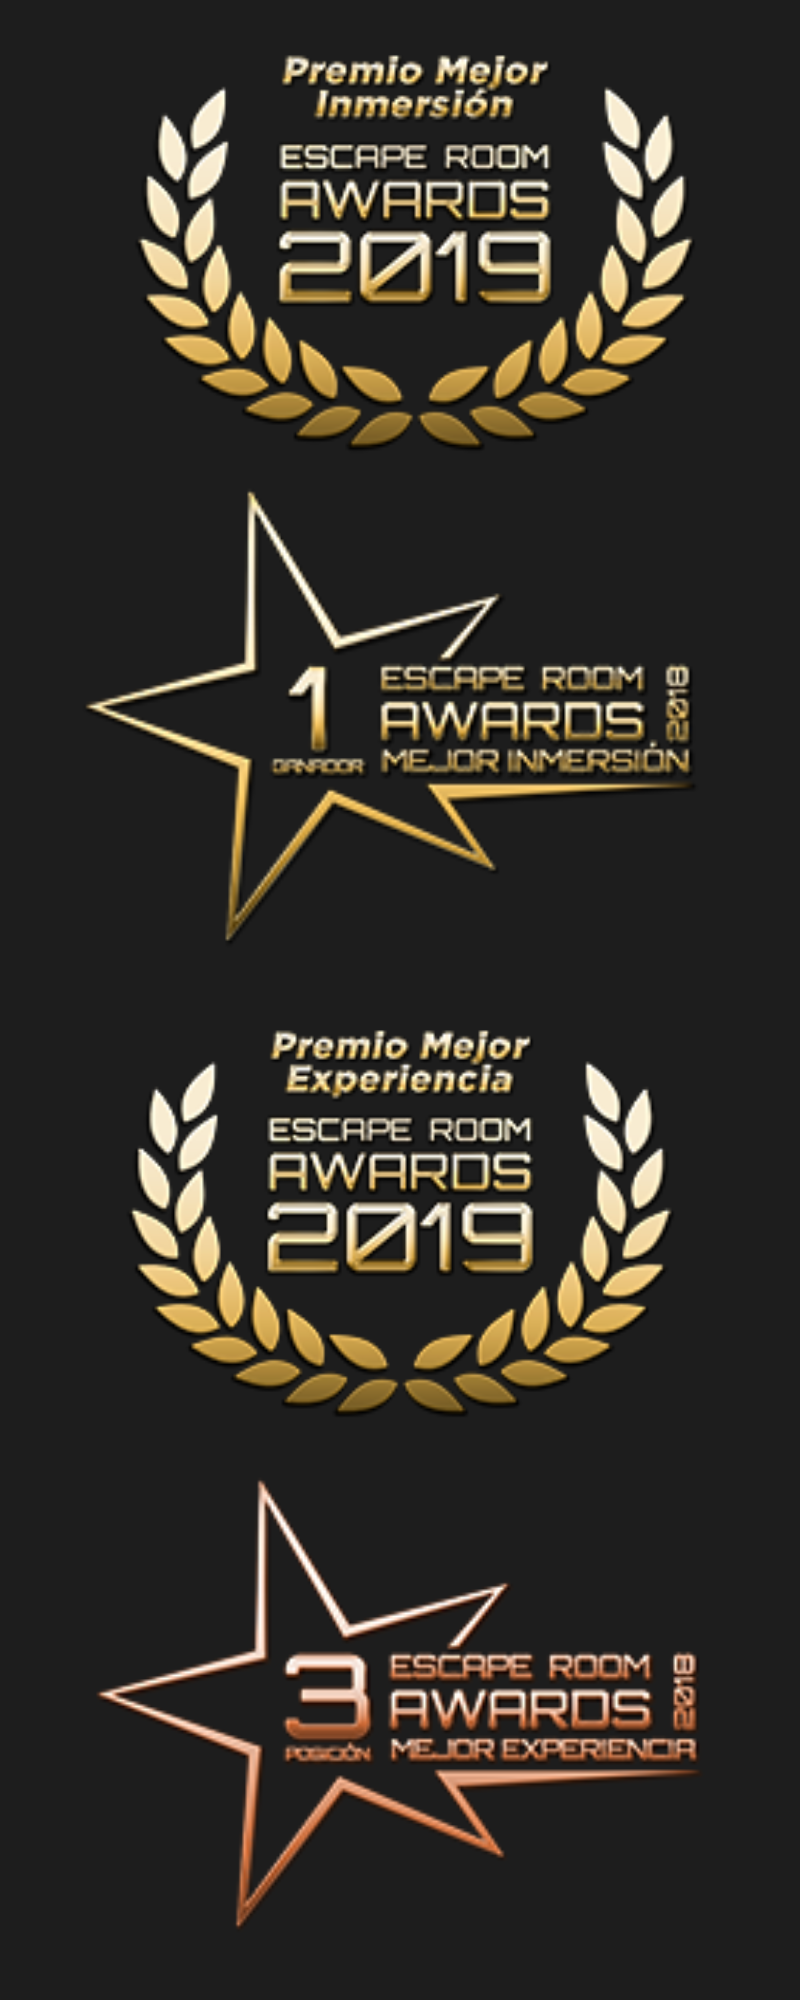 Premio Mejor
Inmersión
ESCAPE ROOM
AWARDS
2019
1
GANADOR
ESCAPE ROOM
AWARDS
2018
MEJOR INMERSIÓN
Premio Mejor
Experiencia
ESCAPE ROOM
AWARDS
2019
3
POSICIÓN
ESCAPE ROOM
AWARDS
2018
MEJOR EXPERIENCIA